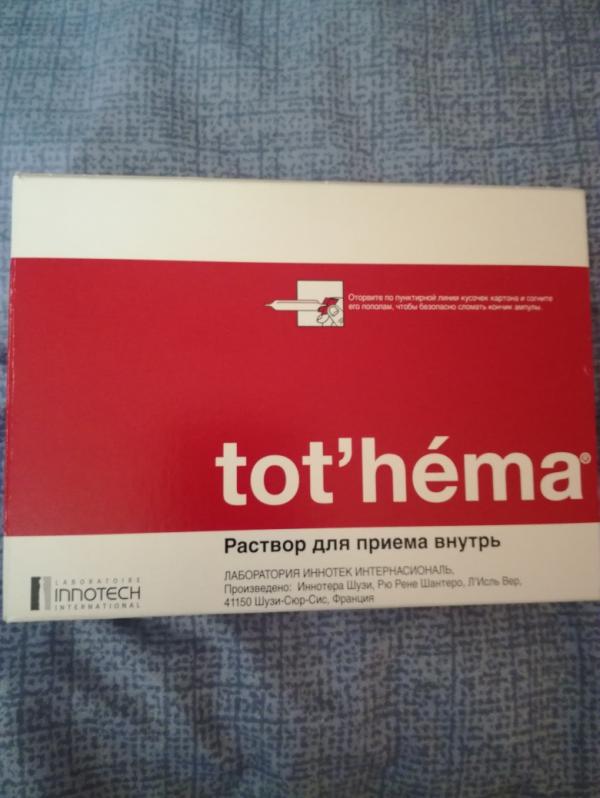 Оторвите по пунктирной линии кусочек картона и согните
его пополам, чтобы безопасно сломать кончик ампулы.
tot’héma®
Раствор для приема внутрь
ЛАБОРАТОРИЯ ИННОТЕК ИНТЕРНАСИОНАЛЬ,
Произведено: Иннотера Шузи, Рю Рене Шантеро, Л'Исль Вер,
41150 Шузи-Сюр-Сис, Франция
LABORATOIRE
INNOTECH
INTERNATIONAL